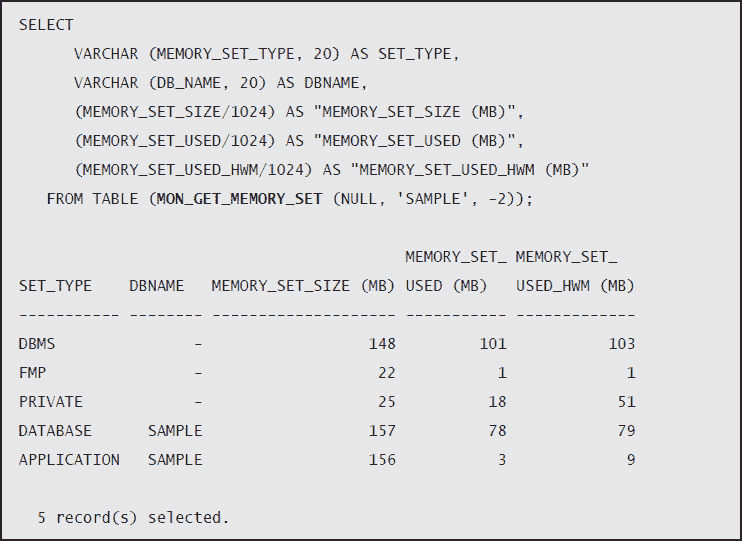 SELECT
VARCHAR (MEMORY_SET_TYPE, 20) AS SET_TYPE,
VARCHAR (DB_NAME, 20) AS DBNAME,
(MEMORY_SET_SIZE/1024) AS "MEMORY_SET_SIZE (MB)",
(MEMORY_SET_USED/1024) AS "MEMORY_SET_USED (MB)",
(MEMORY_SET_USED_HWM/1024) AS "MEMORY_SET_USED_HWM (MB)"
FROM TABLE (MON_GET_MEMORY_SET (NULL, 'SAMPLE', -2));
MEMORY_SET_ MEMORY_SET_
SET_TYPE DBNAME MEMORY_SET_SIZE (MB) USED (MB) USED_HWM (MB)
----------- -------- -------------------- ----------- -------------
DBMS - 148 101 103
FMP - 22 1 1
PRIVATE - 25 18 51
DATABASE SAMPLE 157 78 79
APPLICATION SAMPLE 156 3 9
5 record(s) selected.